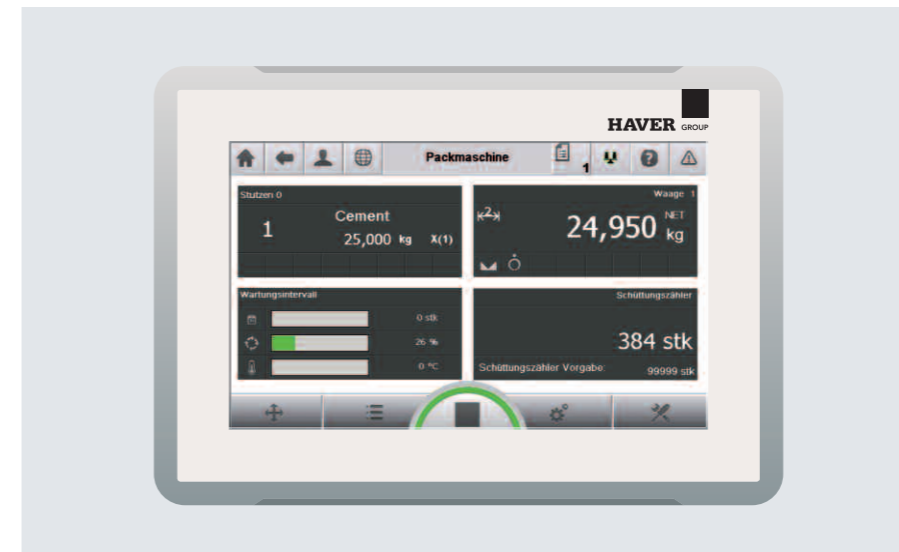 HAVER GROUP
Packmaschine
1
Stutzen 0
1
Cement
25,000 kg X(1)
Waage 1
2
24,950 NET kg
Wartungsintervall
0 stk
26 %
0 °C
Schüttungszähler
384 stk
Schüttungszähler Vorgabe: 99999 stk